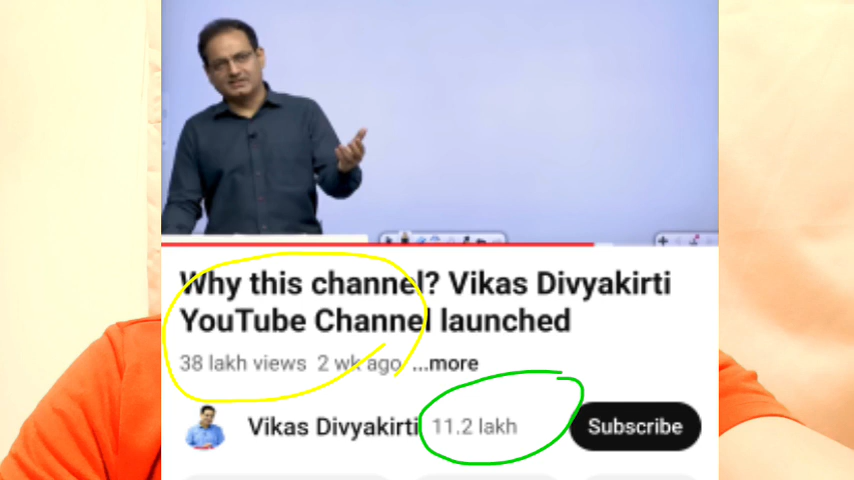 Why this channel? Vikas Divyakirti
YouTube Channel launched
38 lakh views 2 wk ago ...more
Vikas Divyakirti 11.2 lakh Subscribe